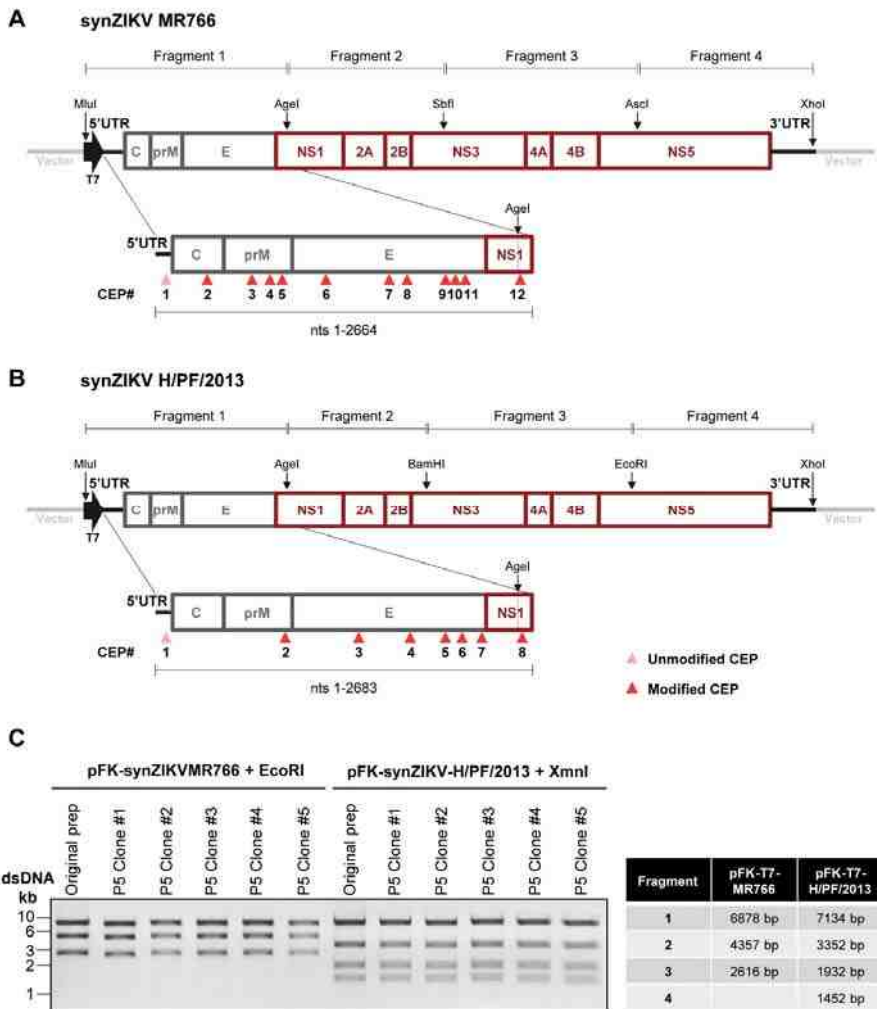 A synZIKV MR766
Fragment 1 Fragment 2 Fragment 3 Fragment 4
MluI AgeI SbfI AscI XhoI
5'UTR 3'UTR
Vector C prM E NS1 2A 2B NS3 4A 4B NS5 Vector
T7
AgeI
5'UTR C prM E NS1
CEP# 1 2 3 4 5 6 7 8 9 10 11 12
nts 1-2664
B synZIKV H/PF/2013
Fragment 1 Fragment 2 Fragment 3 Fragment 4
MluI AgeI BamHI EcoRI XhoI
5'UTR 3'UTR
Vector C prM E NS1 2A 2B NS3 4A 4B NS5 Vector
T7
AgeI
5'UTR C prM E NS1
CEP# 1 2 3 4 5 6 7 8
nts 1-2683
Unmodified CEP
Modified CEP
C
pFK-synZIKVMR766 + EcoRI pFK-synZIKV-H/PF/2013 + XmnI
Original prep P5 Clone #1 P5 Clone #2 P5 Clone #3 P5 Clone #4 P5 Clone #5 Original prep P5 Clone #1 P5 Clone #2 P5 Clone #3 P5 Clone #4 P5 Clone #5
dsDNA
kb
10
6
3
2
1
Fragment pFK-T7-MR766 pFK-T7-H/PF/2013
1 6878 bp 7134 bp
2 4357 bp 3352 bp
3 2616 bp 1932 bp
4 1452 bp